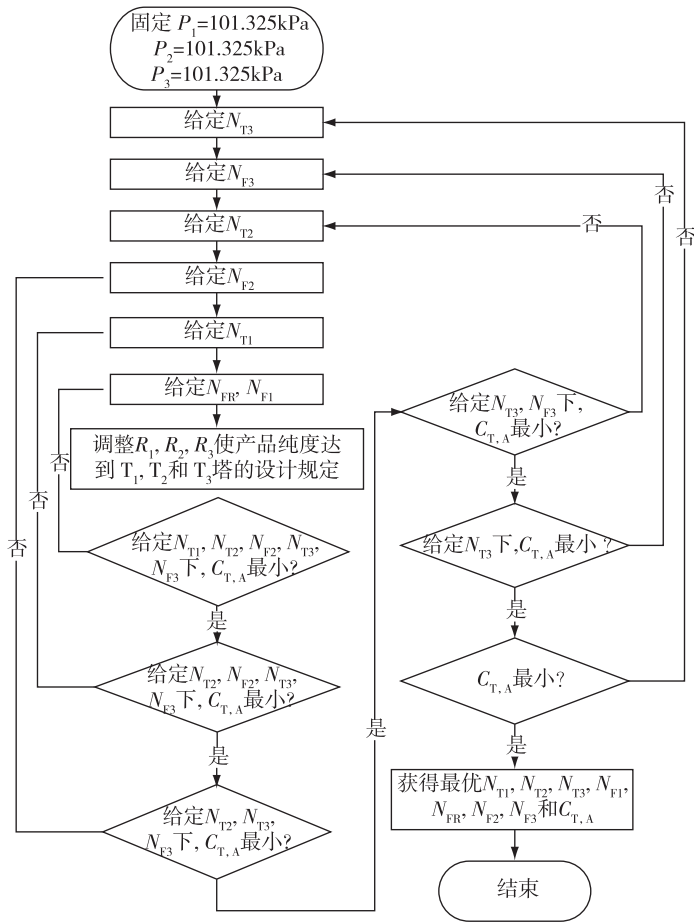 固定 P1=101.325kPa
P2=101.325kPa
P3=101.325kPa
给定NT3
给定NF3
给定NT2
给定NF2
给定NT1
给定NFR, NF1
调整R1, R2, R3使产品纯度达
到 T1, T2和 T3塔的设计规定
给定NT1, NT2, NF2, NT3,
NF3下, CT, A最小?
是
给定NT2, NF2, NT3,
NF3下, CT, A最小?
是
给定NT2, NT3,
NF3下, CT, A最小?
否
否
否
是
给定NT3, NF3下,
CT, A最小?
否
是
给定NT3下,CT, A最小 ?
否
是
CT, A最小?
否
是
获得最优NT1, NT2, NT3, NF1,
NFR, NF2, NF3和CT, A
结束